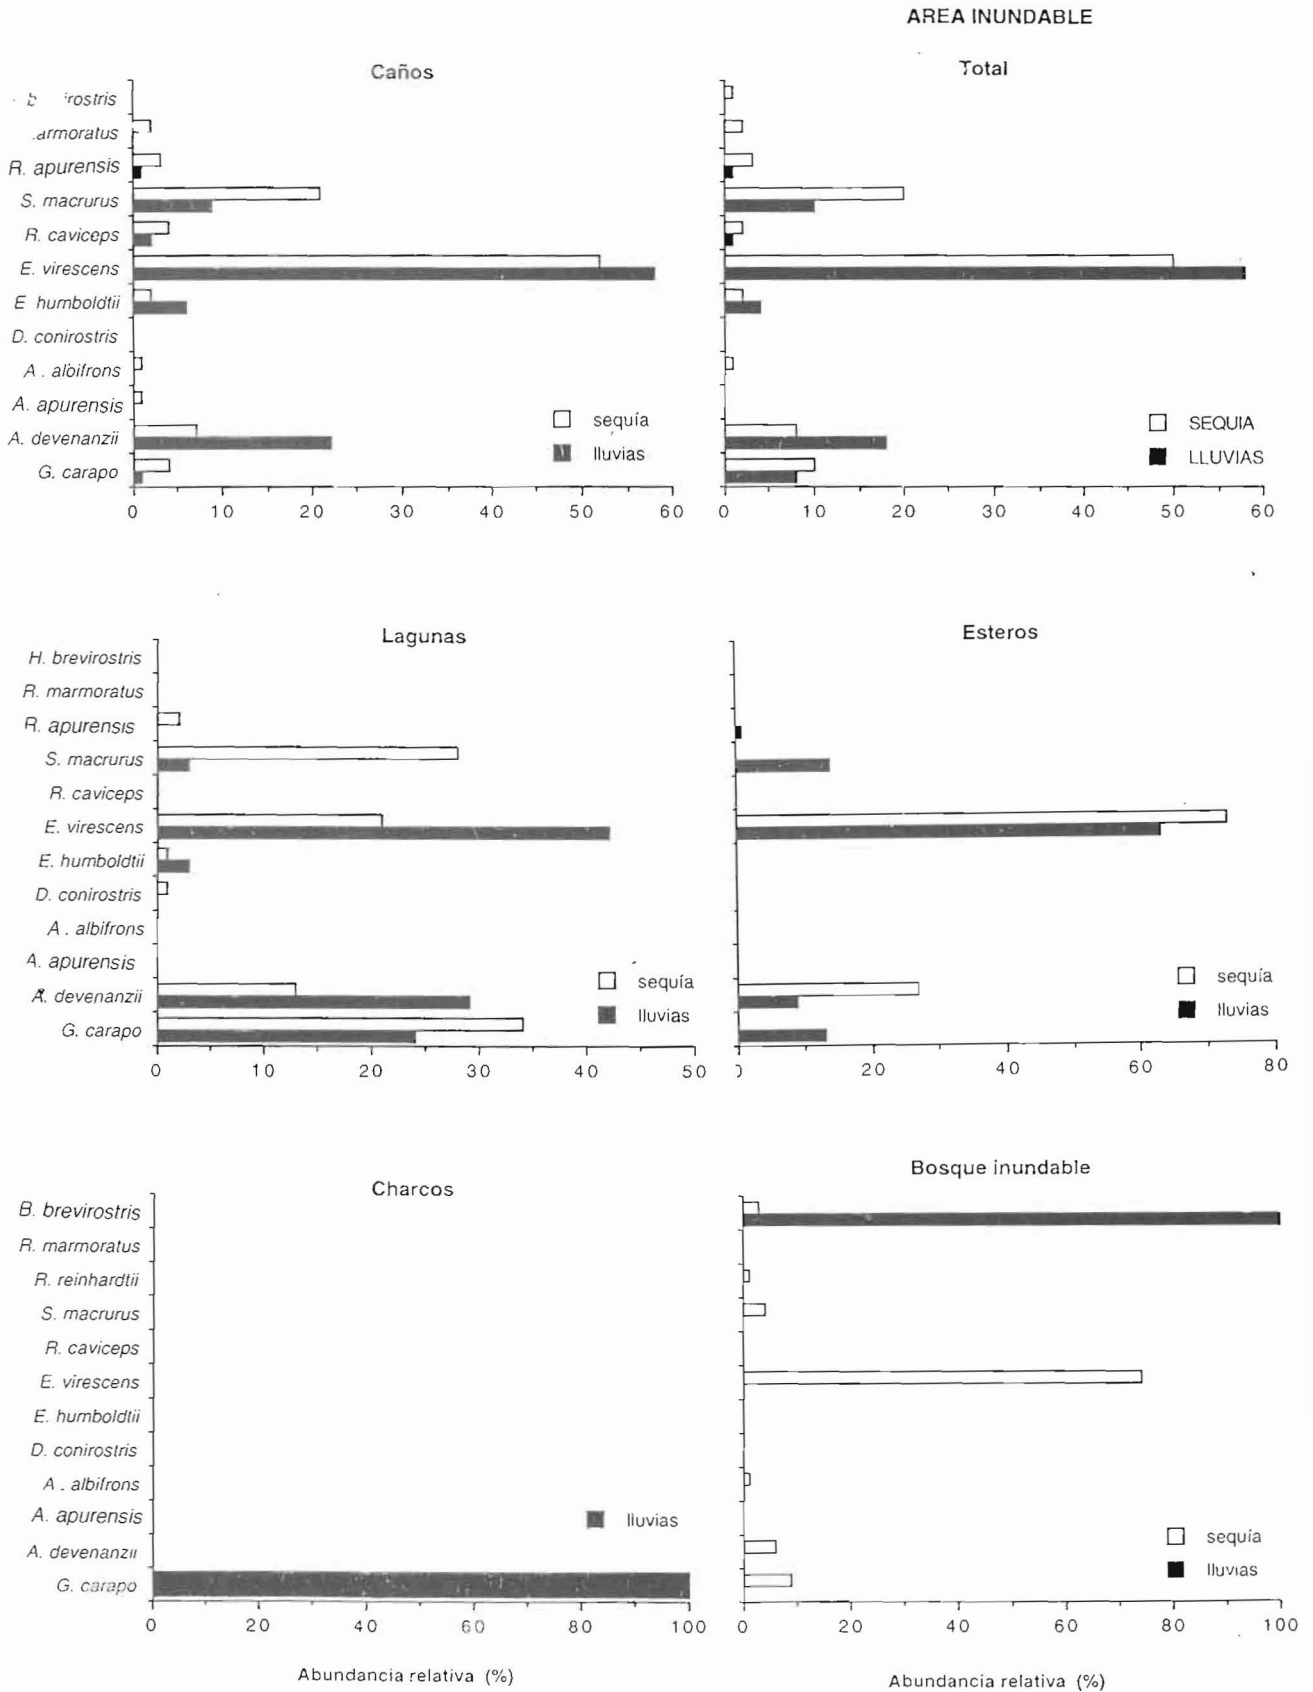 AREA INUNDABLE
Caños
Total
R. apurensis
S. macrurus
R. caviceps
E. virescens
E humboldtii
D. conirostris
A . albifrons
A. apurensis
A. devenanzii
G. carapo
sequía
lluvias
0 10 20 30 40 50 60
SEQUIA
LLUVIAS
0 10 20 30 40 50 60
Lagunas
Esteros
H. brevirostris
R. marmoratus
R. apurensis
S. macrurus
R. caviceps
E. virescens
E. humboldtii
D. conirostris
A . albifrons
A. apurensis
A. devenanzii
G. carapo
sequía
lluvias
0 10 20 30 40 50
sequía
lluvias
0 20 40 60 80
Charcos
Bosque inundable
B. brevirostris
R. marmoratus
R. reinhardtii
S. macrurus
R. caviceps
E. virescens
E. humboldtii
D. conirostris
A . albifrons
A. apurensis
A. devenanzii
G. carapo
lluvias
0 20 40 60 80 100
Abundancia relativa (%)
sequía
lluvias
0 20 40 60 80 100
Abundancia relativa (%)